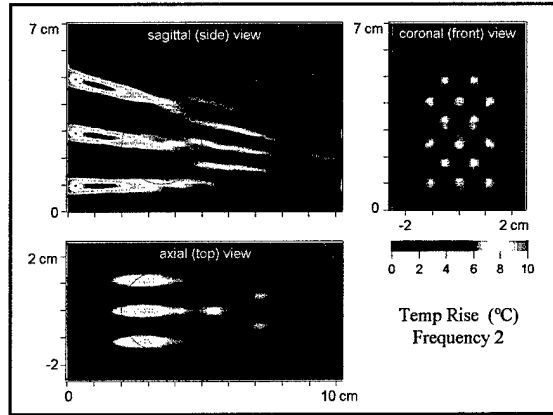 7 cm
sagittal (side) view
0
7 cm
coronal (front) view
0
-2
2 cm
0 2 4 6 8 10
Temp Rise (°C)
Frequency 2
2 cm
axial (top) view
-2
0
10 cm